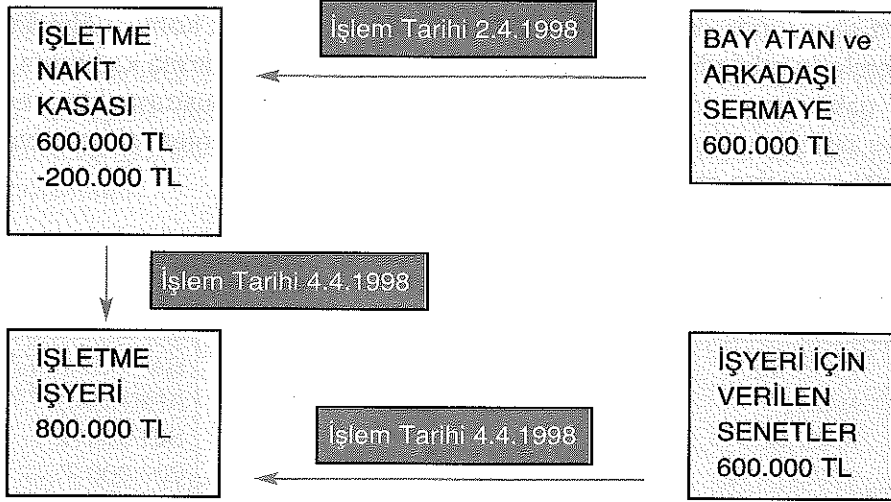 İşlem Tarihi 2.4.1998
İŞLETME
NAKİT
KASASI
600.000 TL
-200.000 TL
BAY ATAN ve
ARKADAŞI
SERMAYE
600.000 TL
İşlem Tarihi 4.4.1998
İŞLETME
İŞYERİ
800.000 TL
İşlem Tarihi 4.4.1998
İŞYERİ İÇİN
VERİLEN
SENETLER
600.000 TL